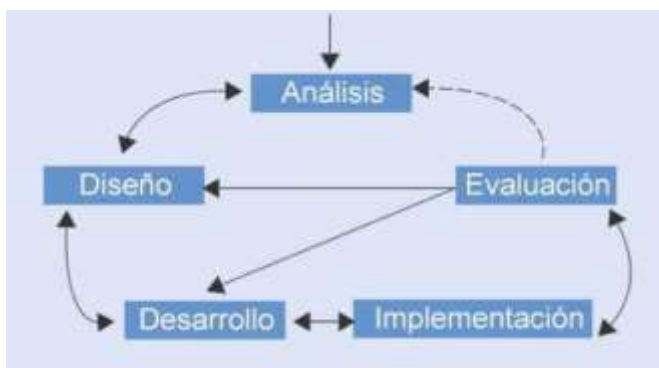 Análisis
Diseño
Evaluación
Desarrollo
Implementación